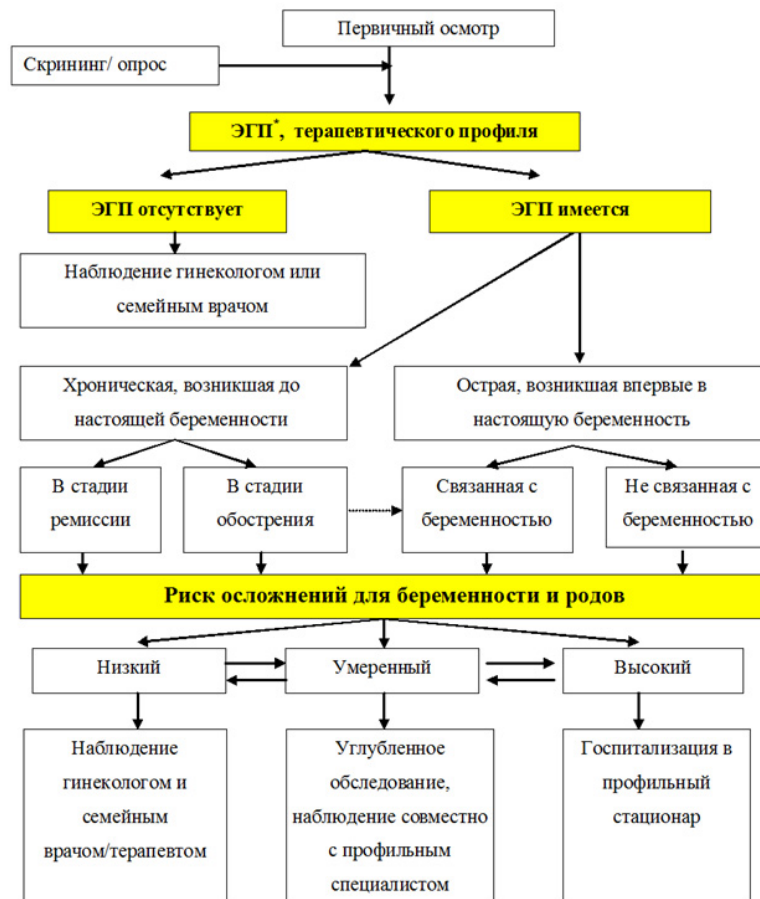 Первичный осмотр
Скрининг/ опрос
ЭГП*, терапевтического профиля
ЭГП отсутствует
ЭГП имеется
Наблюдение гинекологом или
семейным врачом
Хроническая, возникшая до
настоящей беременности
Острая, возникшая впервые в
настоящую беременность
В стадии
ремиссии
В стадии
обострения
Связанная с
беременностью
Не связанная с
беременностью
Риск осложнений для беременности и родов
Низкий
Умеренный
Высокий
Наблюдение
гинекологом и
семейным
врачом/терапевтом
Углубленное
обследование,
наблюдение совместно
с профильным
специалистом
Госпитализация в
профильный
стационар